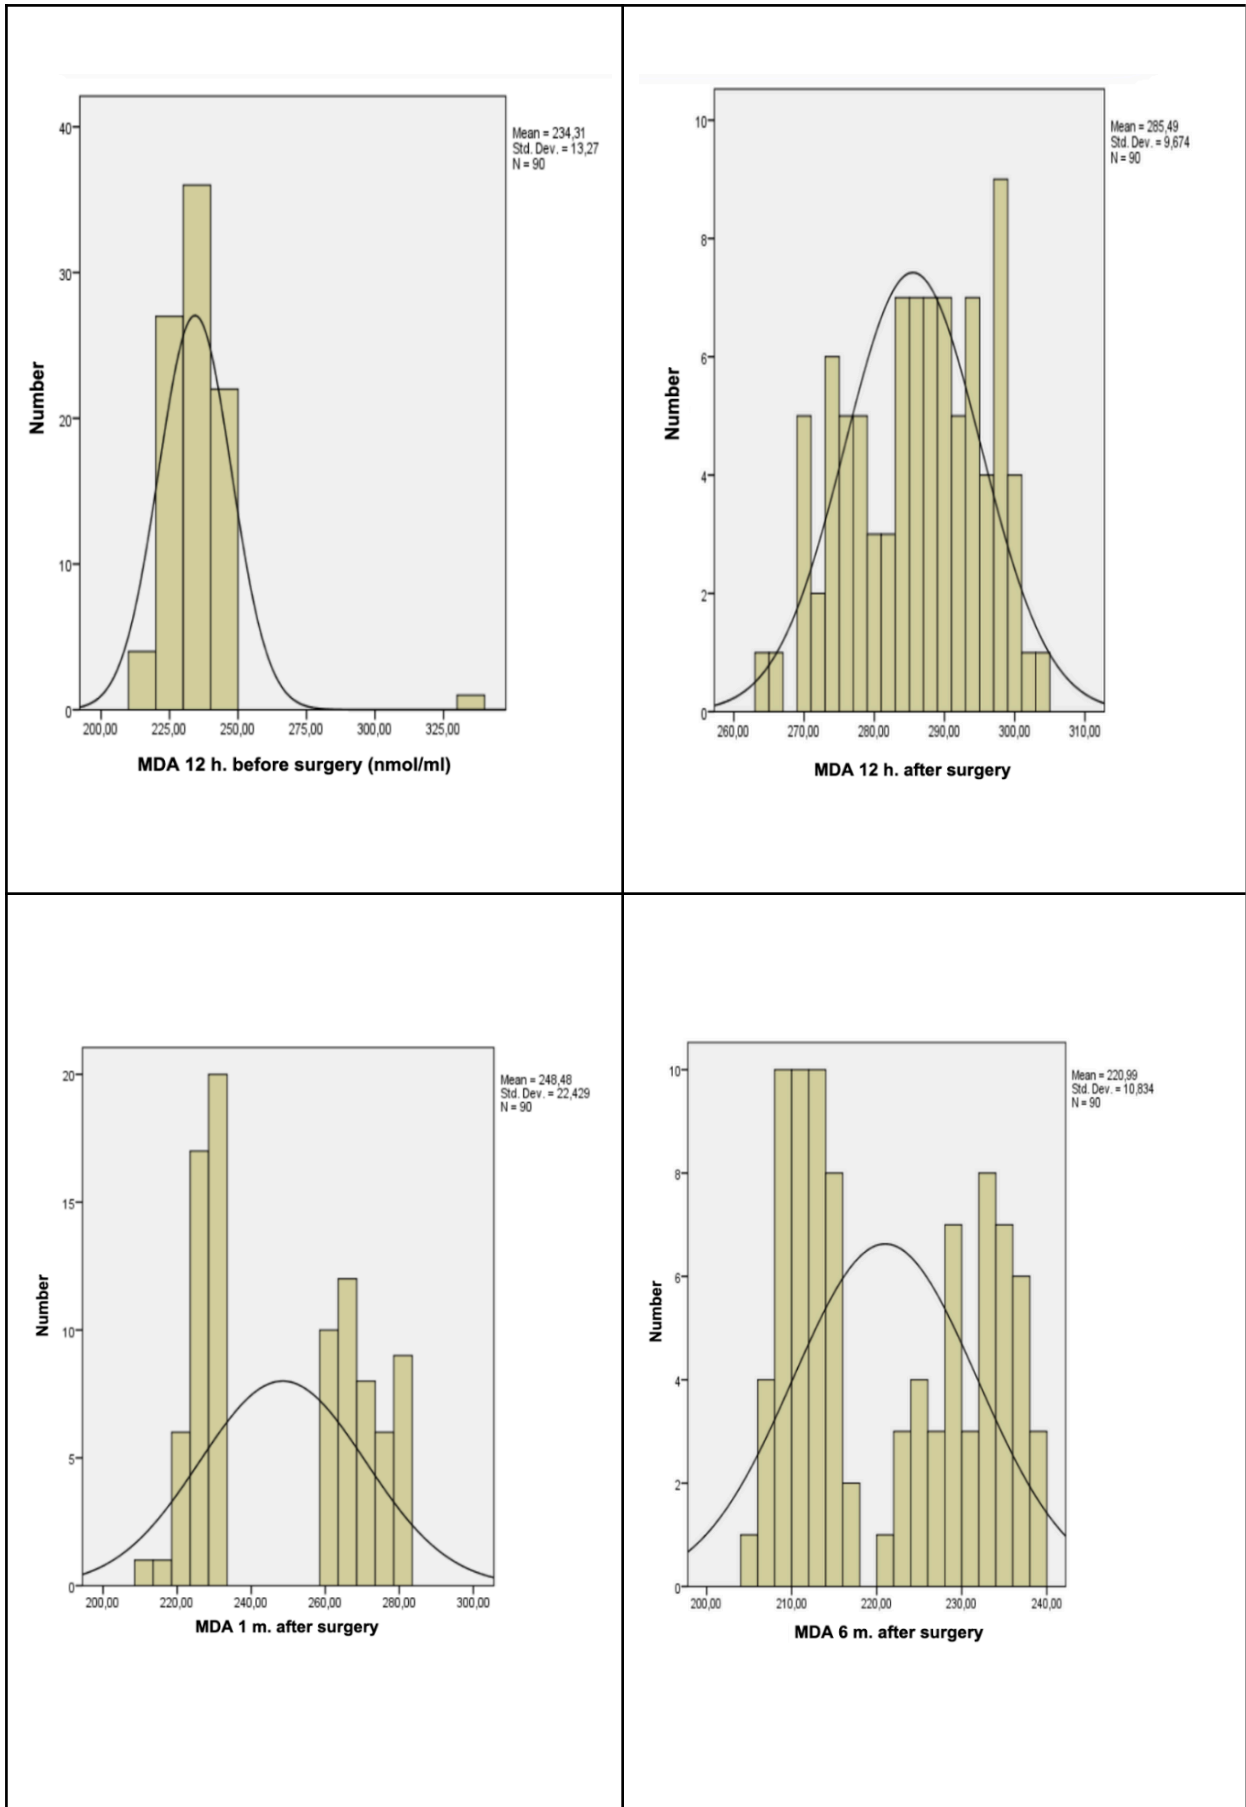 Mean = 234,31
Std. Dev. = 13,27
N = 90
40
30
20
10
0
Number
200,00 225,00 250,00 275,00 300,00 325,00
MDA 12 h. before surgery (nmol/ml)
Mean = 285,49
Std. Dev. = 9,674
N = 90
10
8
6
4
2
0
Number
260,00 270,00 280,00 290,00 300,00 310,00
MDA 12 h. after surgery
Mean = 248,48
Std. Dev. = 22,429
N = 90
20
15
10
5
0
Number
200,00 220,00 240,00 260,00 280,00 300,00
MDA 1 m. after surgery
Mean = 220,99
Std. Dev. = 10,834
N = 90
10
8
6
4
2
0
Number
200,00 210,00 220,00 230,00 240,00
MDA 6 m. after surgery